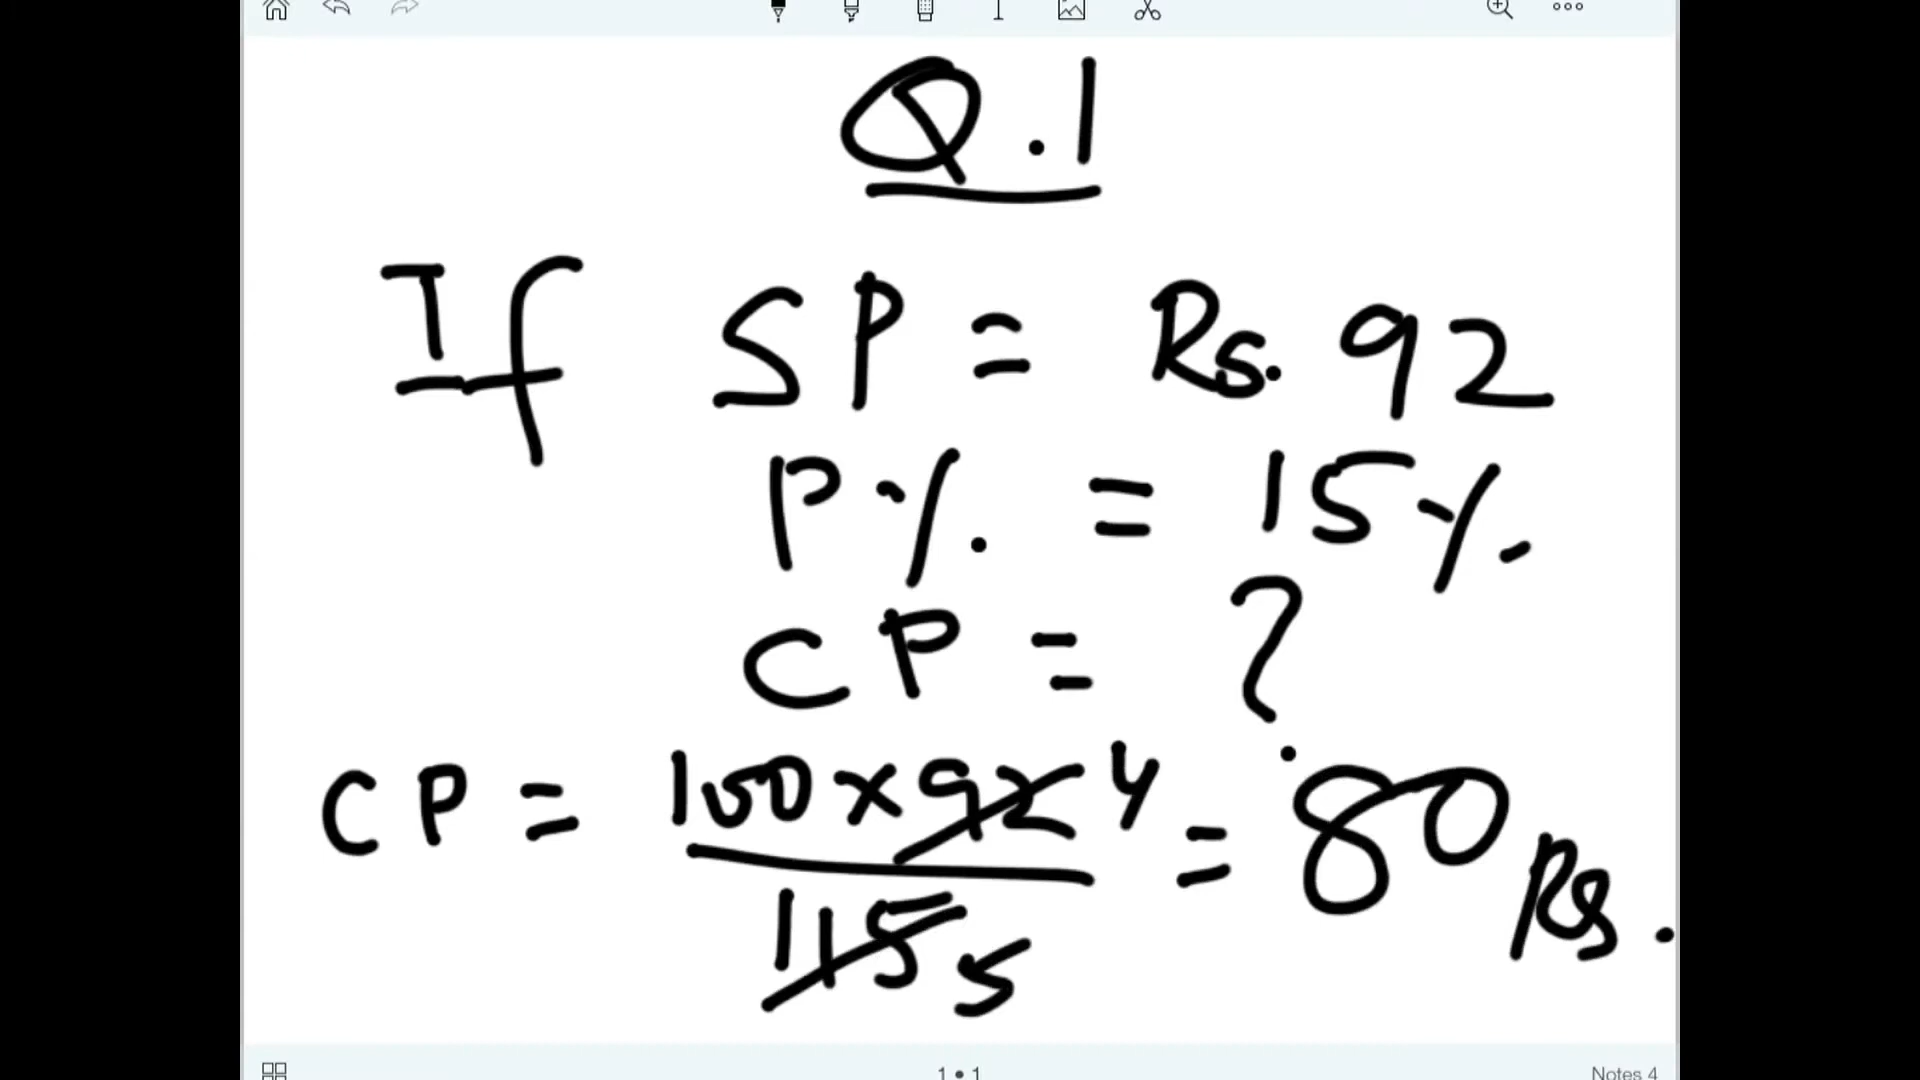 Q.1
If SP = Rs. 92
P%. = 15%.
CP = ?
CP = 100 x 92 4 = 80 Rs.
115 5
1 • 1
Notes 4